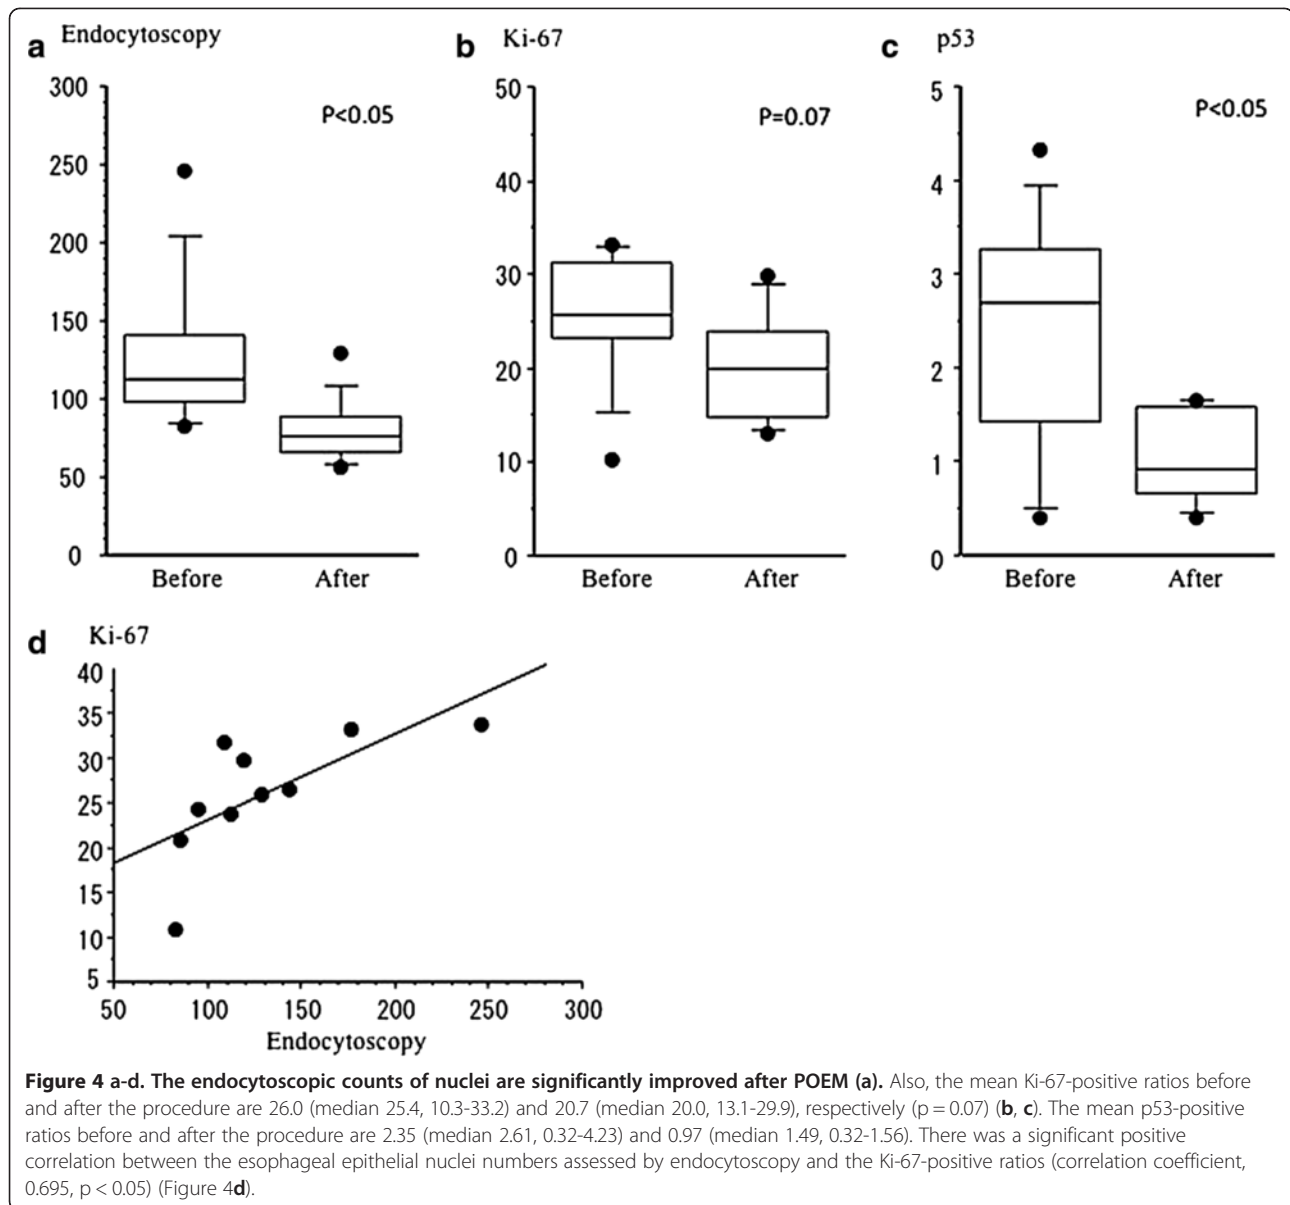 a Endocytoscopy
300
250
200
150
100
50
0
P<0.05
Before After
b Ki-67
50
40
30
20
10
0
P=0.07
Before After
c p53
5
4
3
2
1
0
P<0.05
Before After
d Ki-67
40
35
30
25
20
15
10
5
50 100 150 200 250 300
Endocytoscopy
Figure 4 a-d. The endocytoscopic counts of nuclei are significantly improved after POEM (a). Also, the mean Ki-67-positive ratios before
and after the procedure are 26.0 (median 25.4, 10.3-33.2) and 20.7 (median 20.0, 13.1-29.9), respectively (p = 0.07) (b, c). The mean p53-positive
ratios before and after the procedure are 2.35 (median 2.61, 0.32-4.23) and 0.97 (median 1.49, 0.32-1.56). There was a significant positive
correlation between the esophageal epithelial nuclei numbers assessed by endocytoscopy and the Ki-67-positive ratios (correlation coefficient,
0.695, p < 0.05) (Figure 4d).